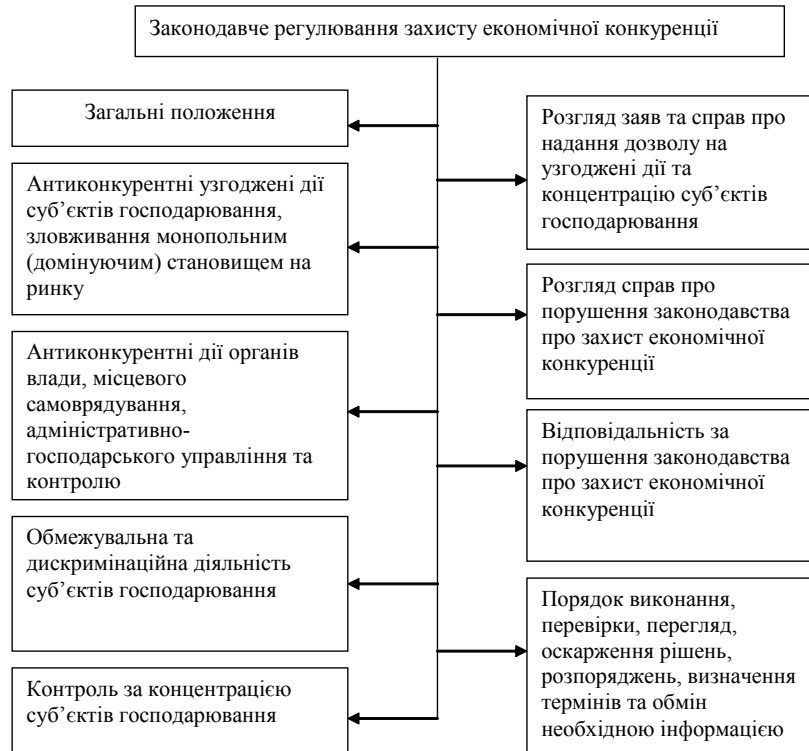 Законодавче регулювання захисту економічної конкуренції
Загальні положення
Антиконкурентні узгоджені дії
суб’єктів господарювання,
зловживання монопольним
(домінуючим) становищем на
ринку
Антиконкурентні дії органів
влади, місцевого
самоврядування,
адміністративно-
господарського управління та
контролю
Обмежувальна та
дискримінаційна діяльність
суб’єктів господарювання
Контроль за концентрацією
суб’єктів господарювання
Розгляд заяв та справ про
надання дозволу на
узгоджені дії та
концентрацію суб’єктів
господарювання
Розгляд справ про
порушення законодавства
про захист економічної
конкуренції
Відповідальність за
порушення законодавства
про захист економічної
конкуренції
Порядок виконання,
перевірки, перегляд,
оскарження рішень,
розпоряджень, визначення
термінів та обмін
необхідною інформацією